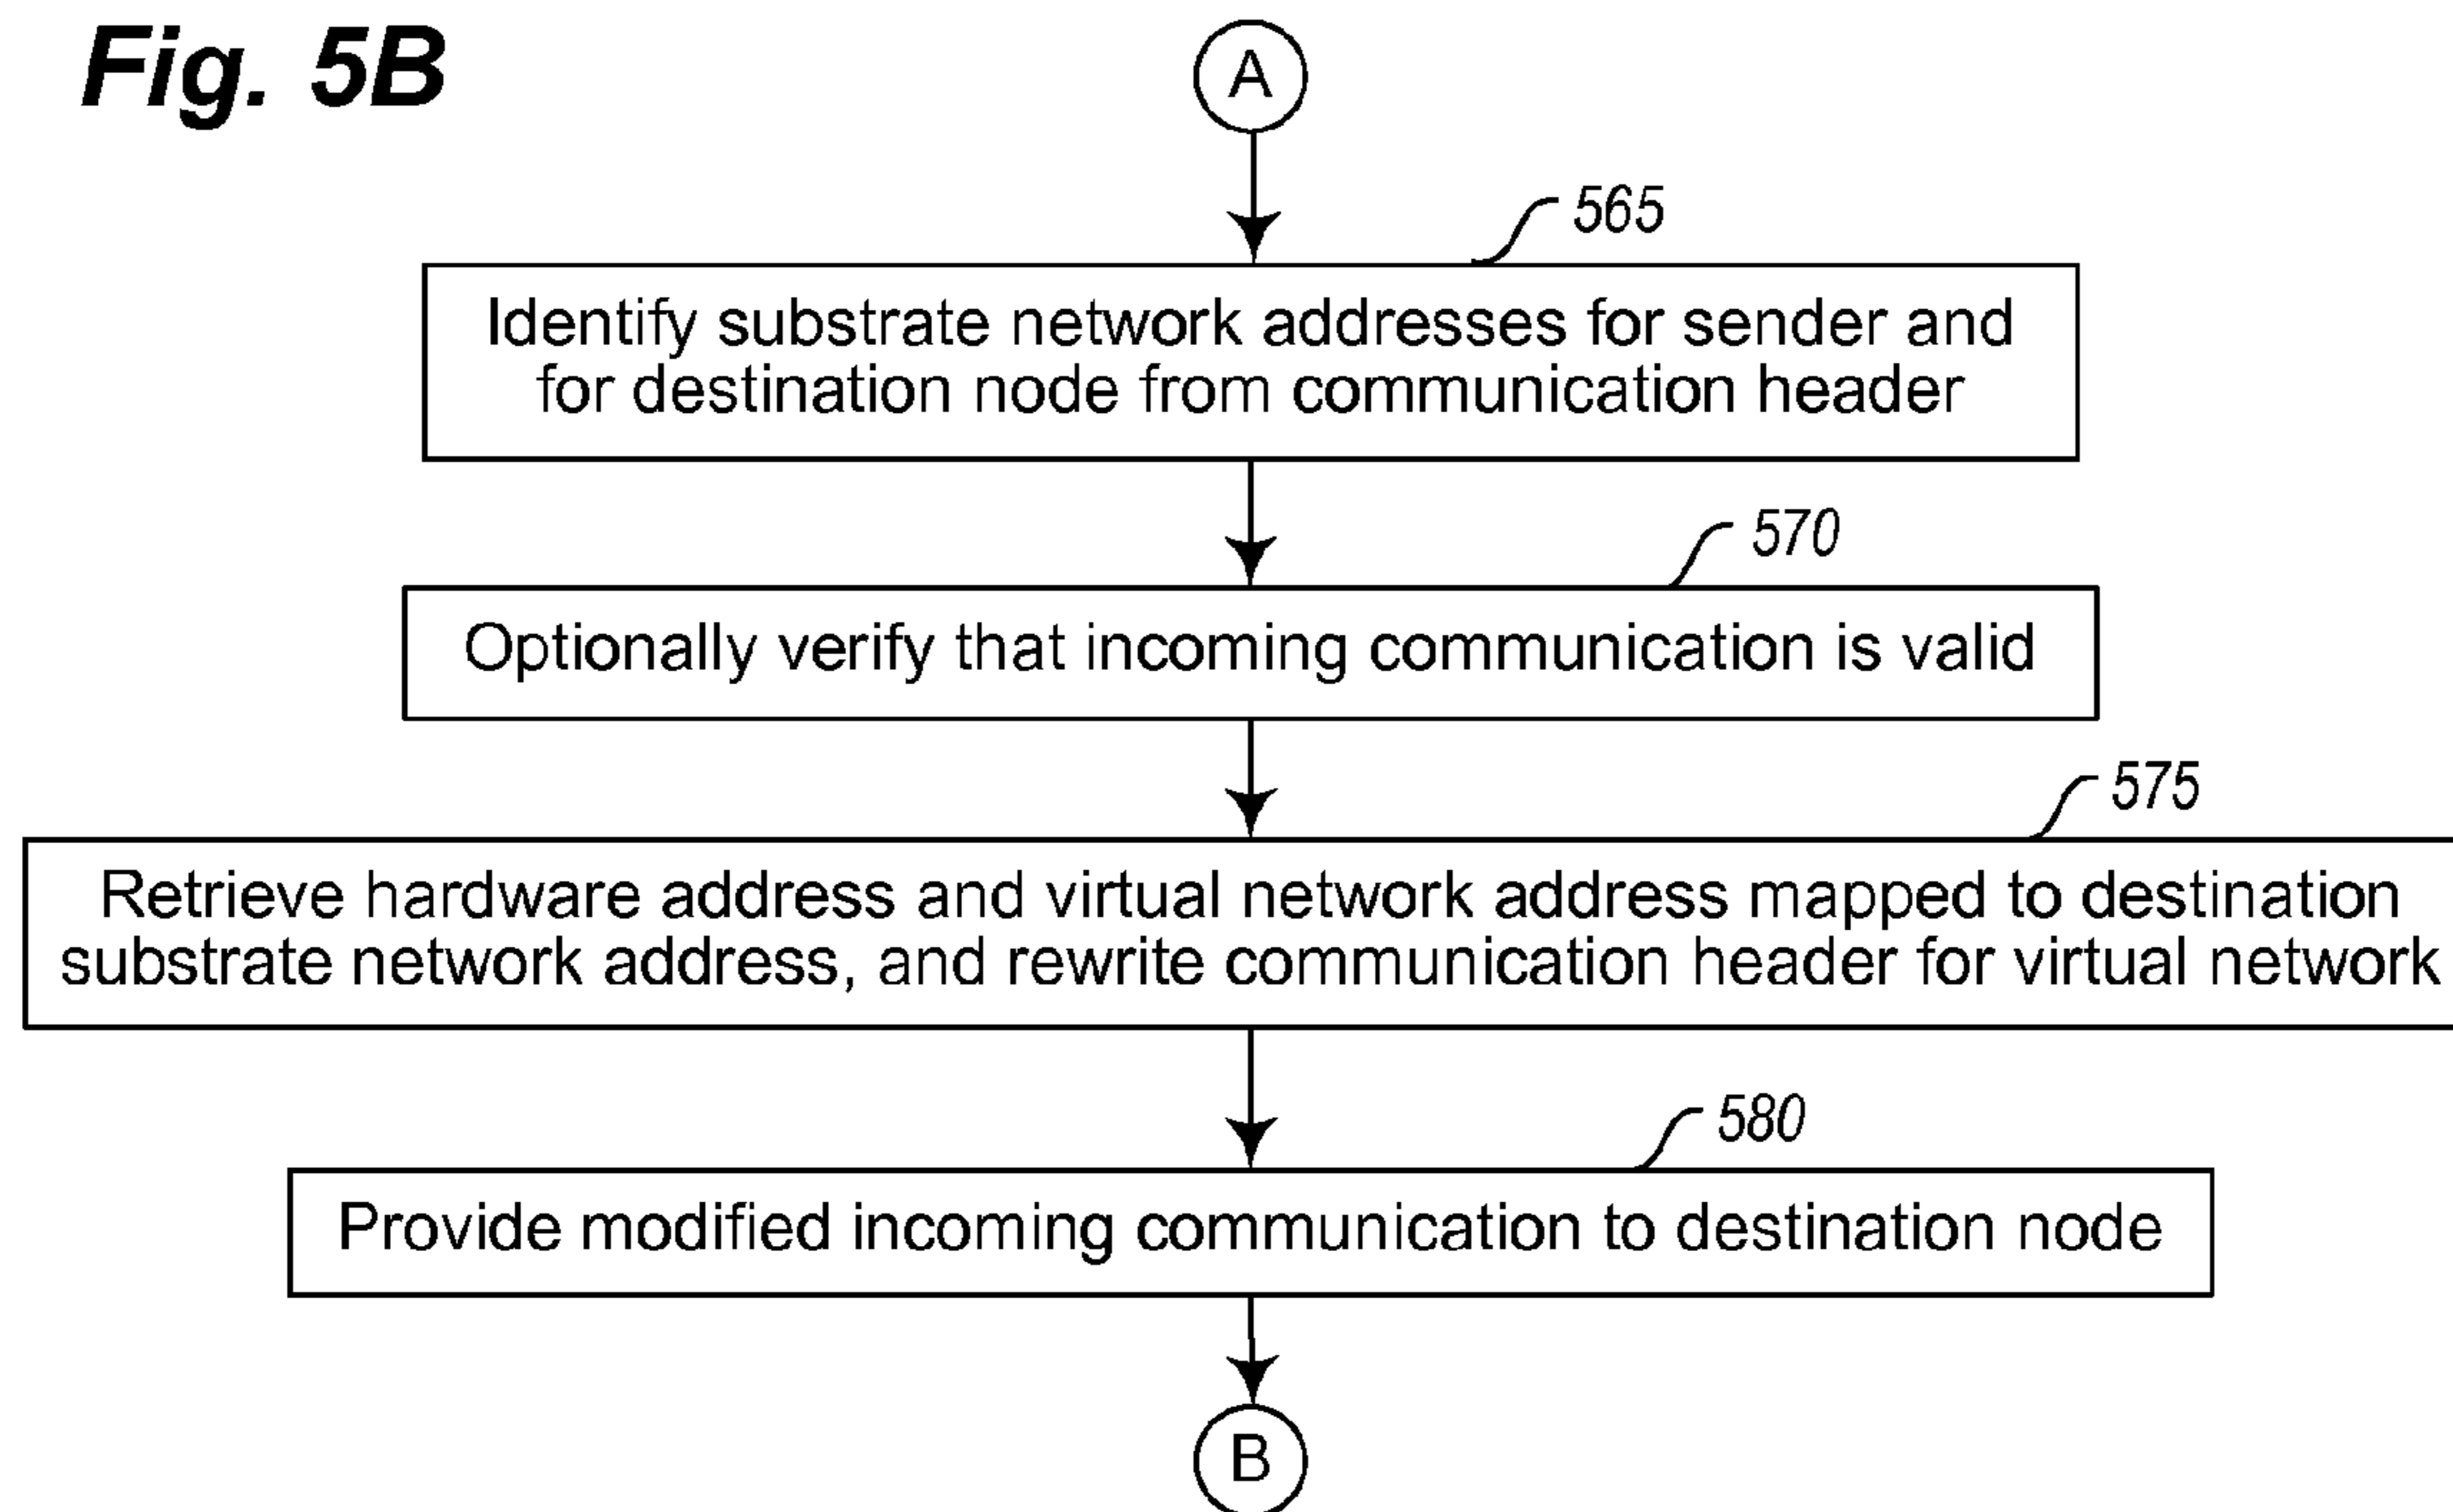 Fig. 5B
A
565
Identify substrate network addresses for sender and
for destination node from communication header
570
Optionally verify that incoming communication is valid
575
Retrieve hardware address and virtual network address mapped to destination
substrate network address, and rewrite communication header for virtual network
580
Provide modified incoming communication to destination node
B